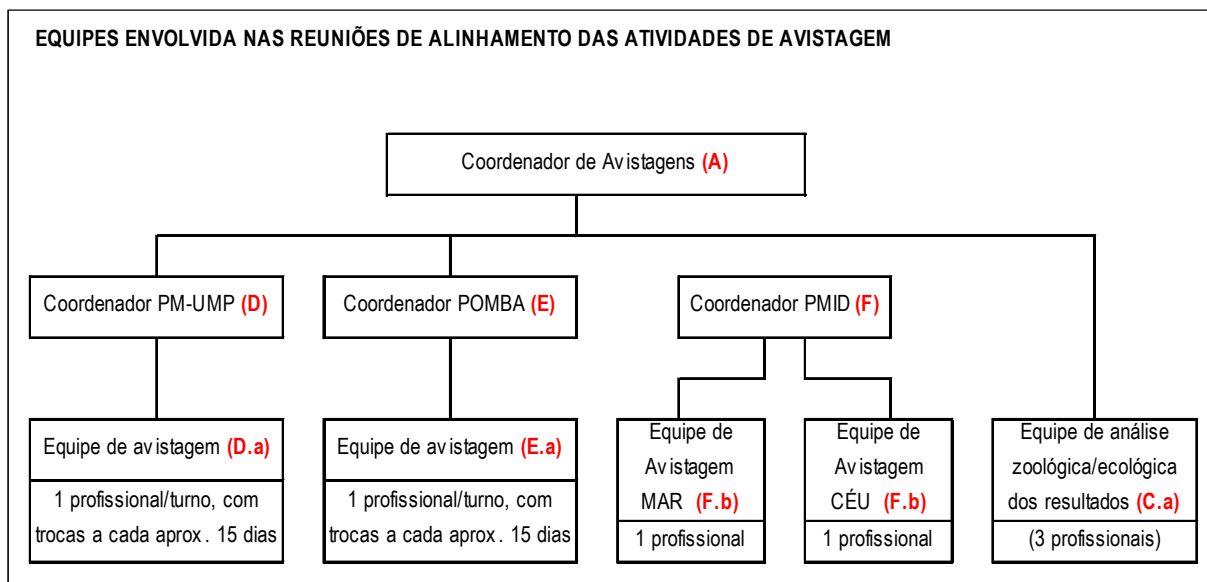 EQUIPES ENVOLVIDA NAS REUNIÕES DE ALINHAMENTO DAS ATIVIDADES DE AVISTAGEM
Coordenador de Avistagens (A)
Coordenador PM-UMP (D)
Coordenador POMBA (E)
Coordenador PMID (F)
Equipe de avistagem (D.a)
1 profissional/turno, com
trocas a cada aprox. 15 dias
Equipe de avistagem (E.a)
1 profissional/turno, com
trocas a cada aprox. 15 dias
Equipe de
Avistagem
MAR (F.b)
1 profissional
Equipe de
Avistagem
CÉU (F.b)
1 profissional
Equipe de análise
zoológica/ecológica
dos resultados (C.a)
(3 profissionais)